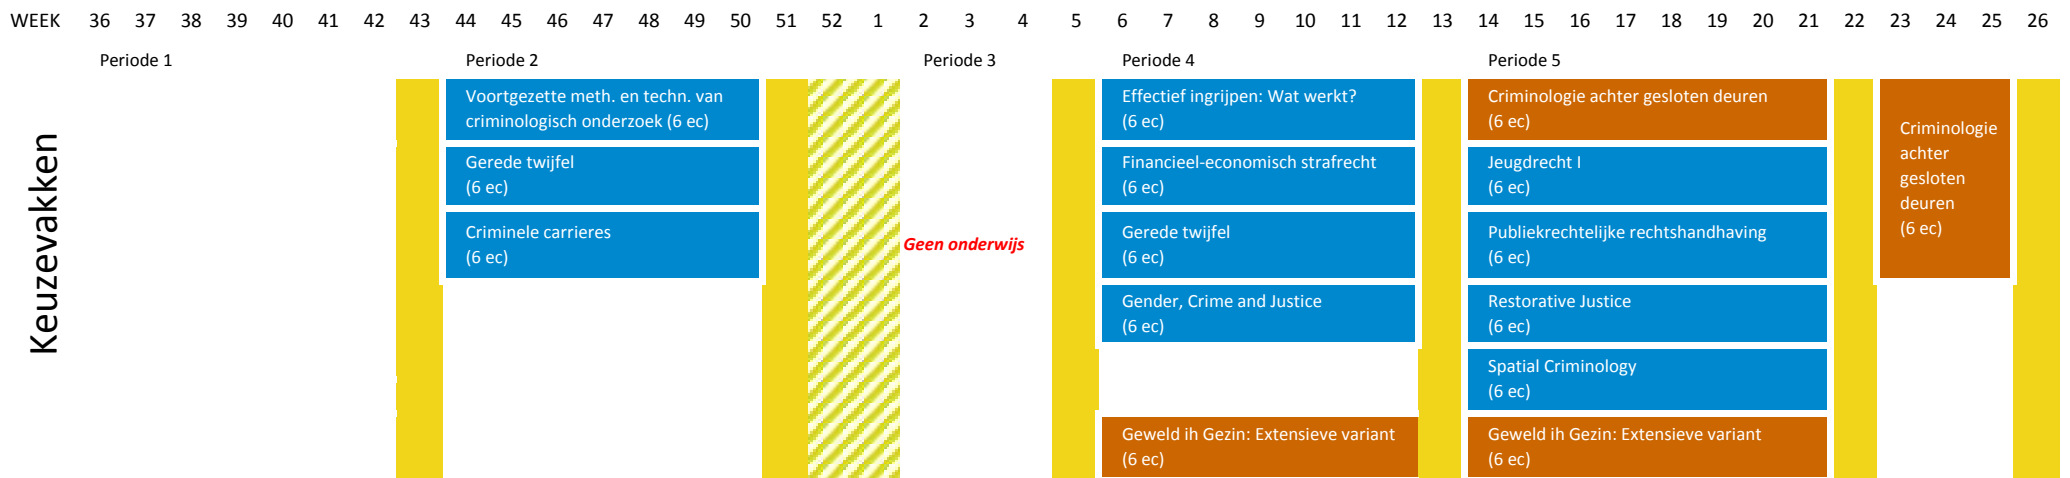 WEEK 36 37 38 39 40 41 42 43 44 45 46 47 48 49 50 51 52 1 2 3 4 5 6 7 8 9 10 11 12 13 14 15 16 17 18 19 20 21 22 23 24 25 26
Periode 1 Periode 2 Periode 3 Periode 4 Periode 5
Keuzevakken
Voortgezette meth. en techn. van
criminologisch onderzoek (6 ec)
Gerede twijfel
(6 ec)
Criminele carrieres
(6 ec)
Geen onderwijs
Effectief ingrijpen: Wat werkt?
(6 ec)
Financieel-economisch strafrecht
(6 ec)
Gerede twijfel
(6 ec)
Gender, Crime and Justice
(6 ec)
Geweld ih Gezin: Extensieve variant
(6 ec)
Criminologie achter gesloten deuren
(6 ec)
Jeugdrecht I
(6 ec)
Publiekrechtelijke rechtshandhaving
(6 ec)
Restorative Justice
(6 ec)
Spatial Criminology
(6 ec)
Geweld ih Gezin: Extensieve variant
(6 ec)
Criminologie
achter
gesloten
deuren
(6 ec)